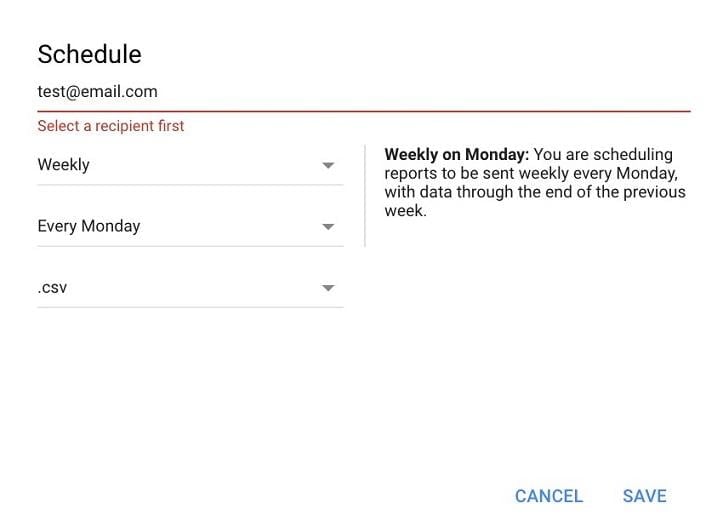 Schedule
test@email.com
Select a recipient first
Weekly
Every Monday
.csv
Weekly on Monday: You are scheduling
reports to be sent weekly every Monday,
with data through the end of the previous
week.
CANCEL SAVE